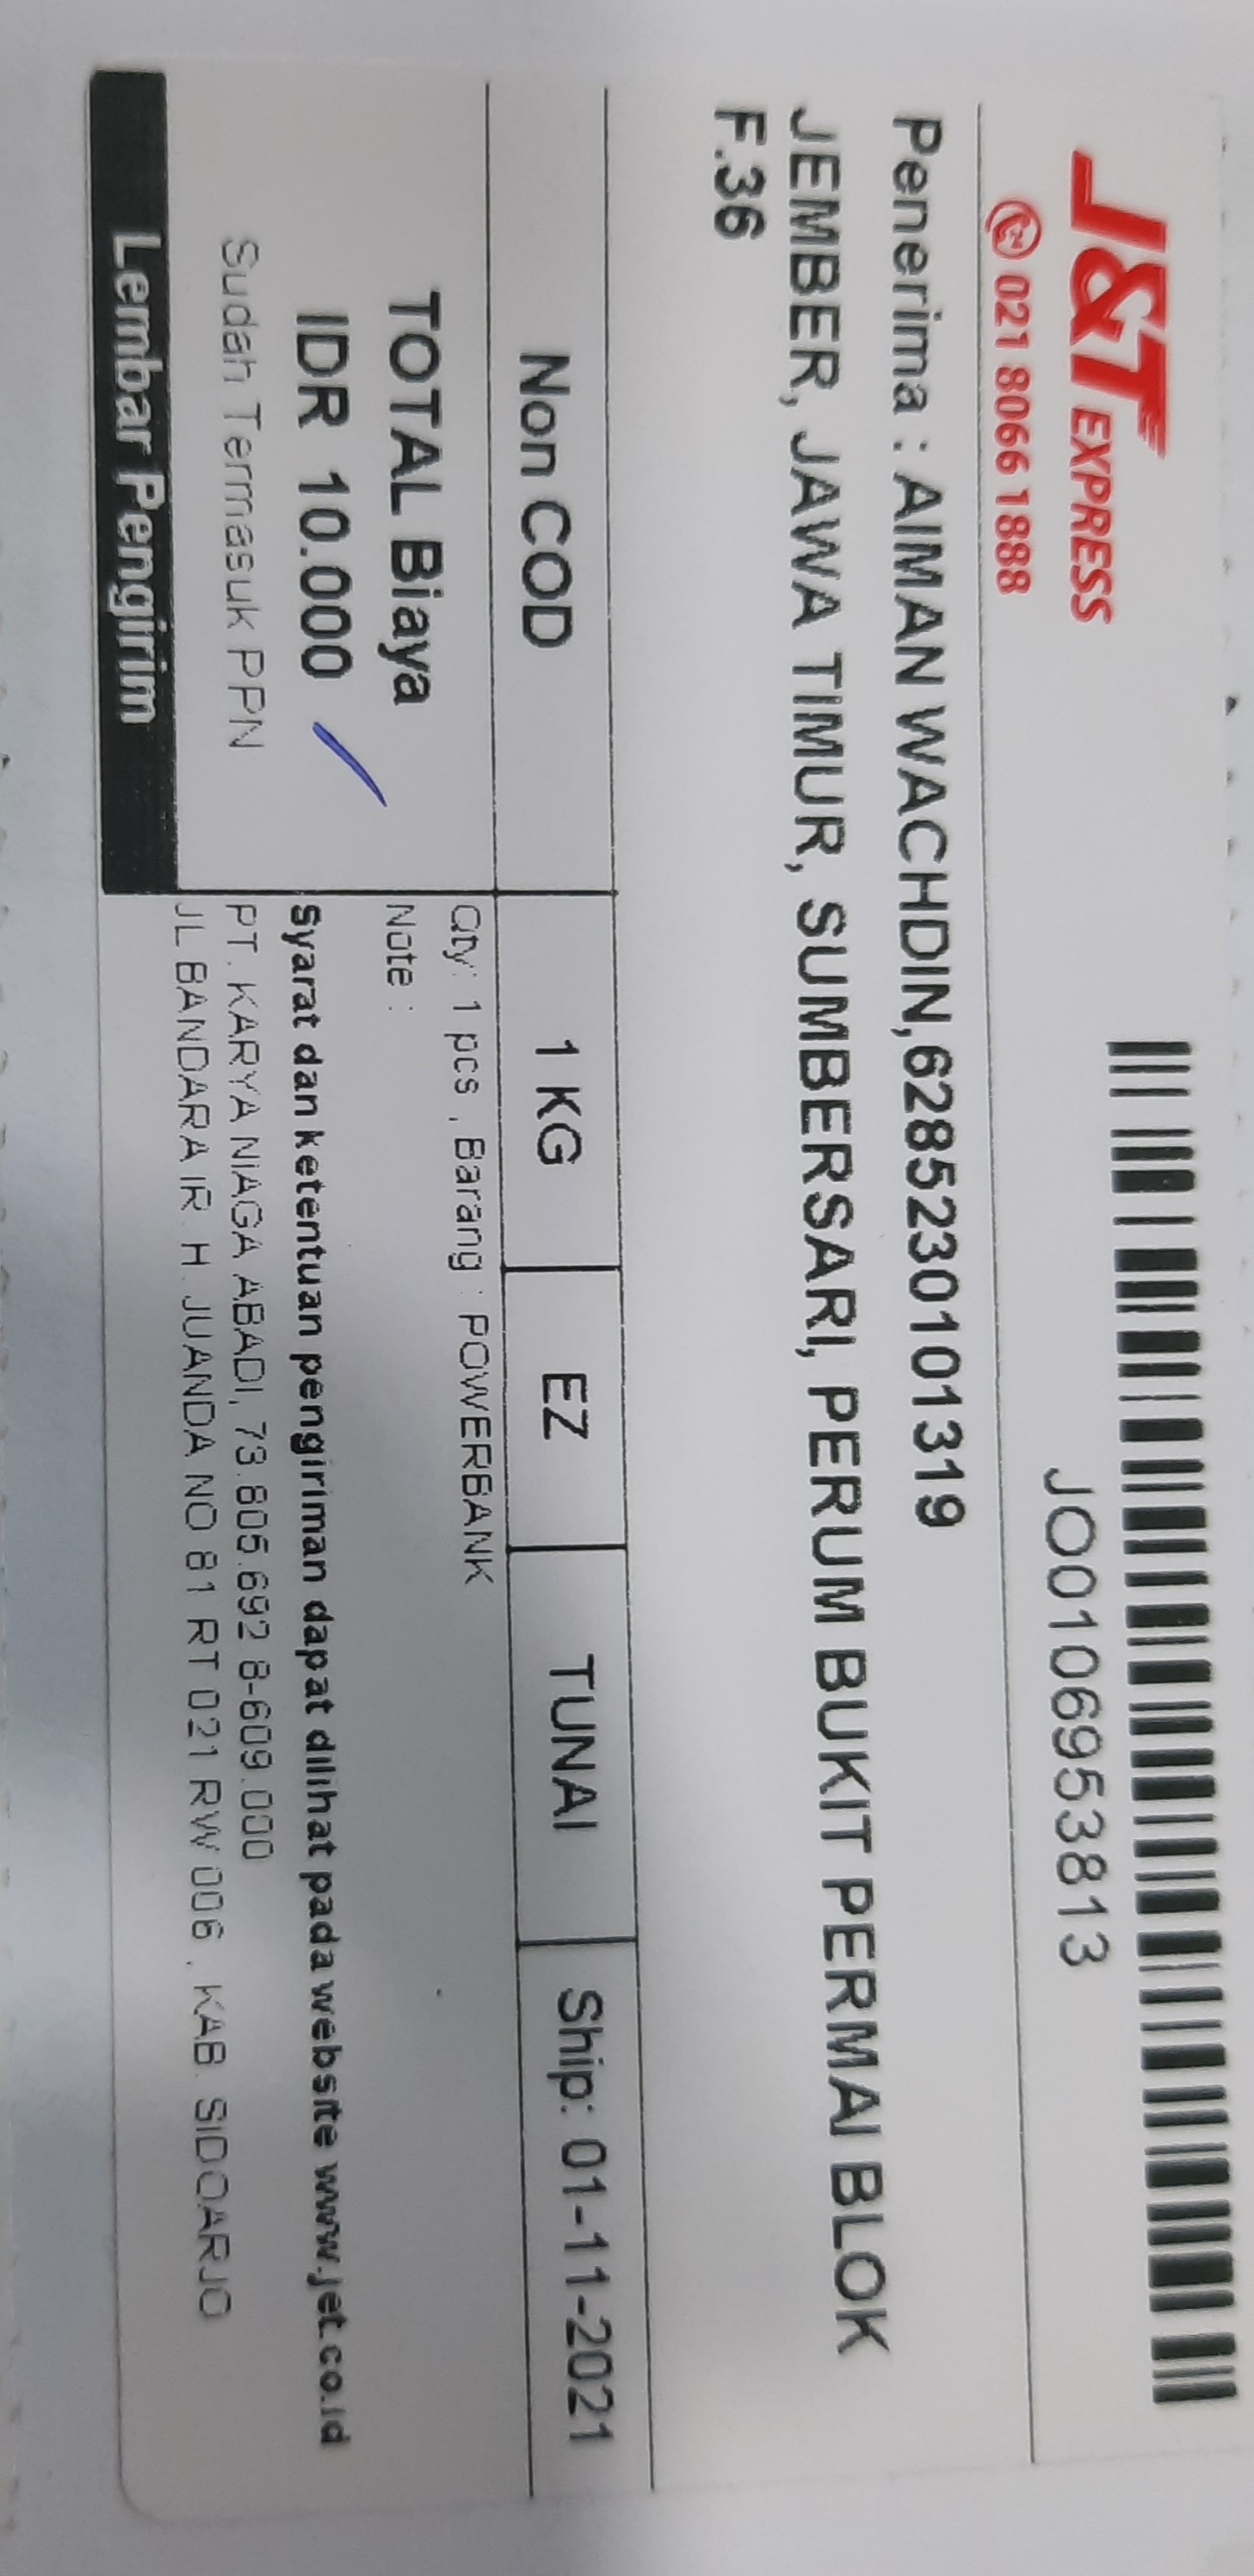 J&T EXPRESS
021 8066 1888
JO0106953813
Penerima : AIMAN WACHDIN,6285230101319
JEMBER, JAWA TIMUR, SUMBERSARI, PERUM BUKIT PERMAI BLOK
F.36
Non COD
1 KG
EZ
TUNAI
Ship: 01-11-2021
TOTAL Biaya
IDR 10.000
Sudah Termasuk PPN
Lembar Pengirim
Qty: 1 pcs , Barang : POWERBANK
Note :
Syarat dan ketentuan pengiriman dapat dilihat pada website www.jet.co.id
PT. KARYA NIAGA ABADI, 73.805.692.8-609.000
JL BANDARA IR. H. JUANDA NO 81 RT 021 RW 006 , KAB. SIDOARJO